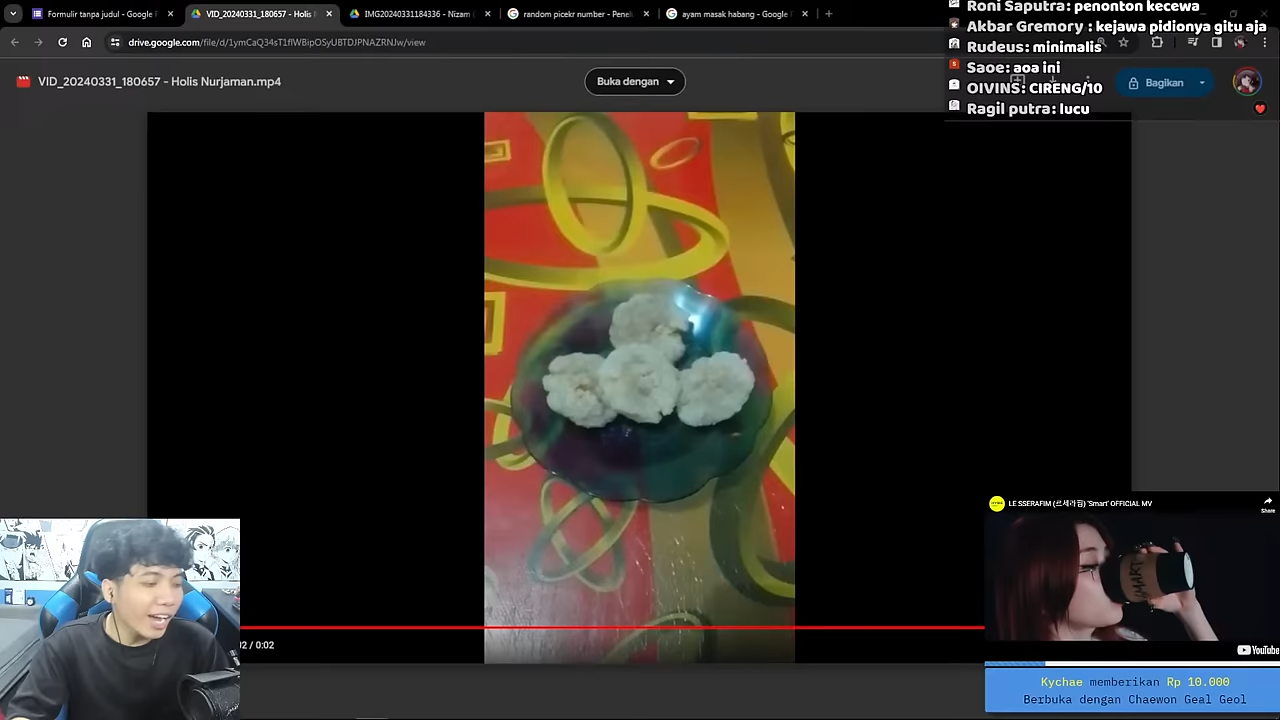 Formulir tanpa judul - Google F
VID_20240331_180657 - Holis N
IMG20240331184336 - Nizam
random picekr number - Penel
ayam masak habang - Google
drive.google.com/file/d/1ymCaQ34sT1flWBipOSyUBTDJPNAZRNJw/view
VID_20240331_180657 - Holis Nurjaman.mp4
Buka dengan
Bagikan
Roni Saputra: penonton kecewa
Akbar Gremory : kejawa pidionya gitu aja
Rudeus: minimalis
Saoe: aoa ini
OIVINS: CIRENG/10
Ragil putra: lucu
LE SSERAFIM (르세라핌) 'Smart' OFFICIAL MV
Share
SMART
YouTube
02 / 0:02
Kychae memberikan Rp 10.000
Berbuka dengan Chaewon Geal Geol